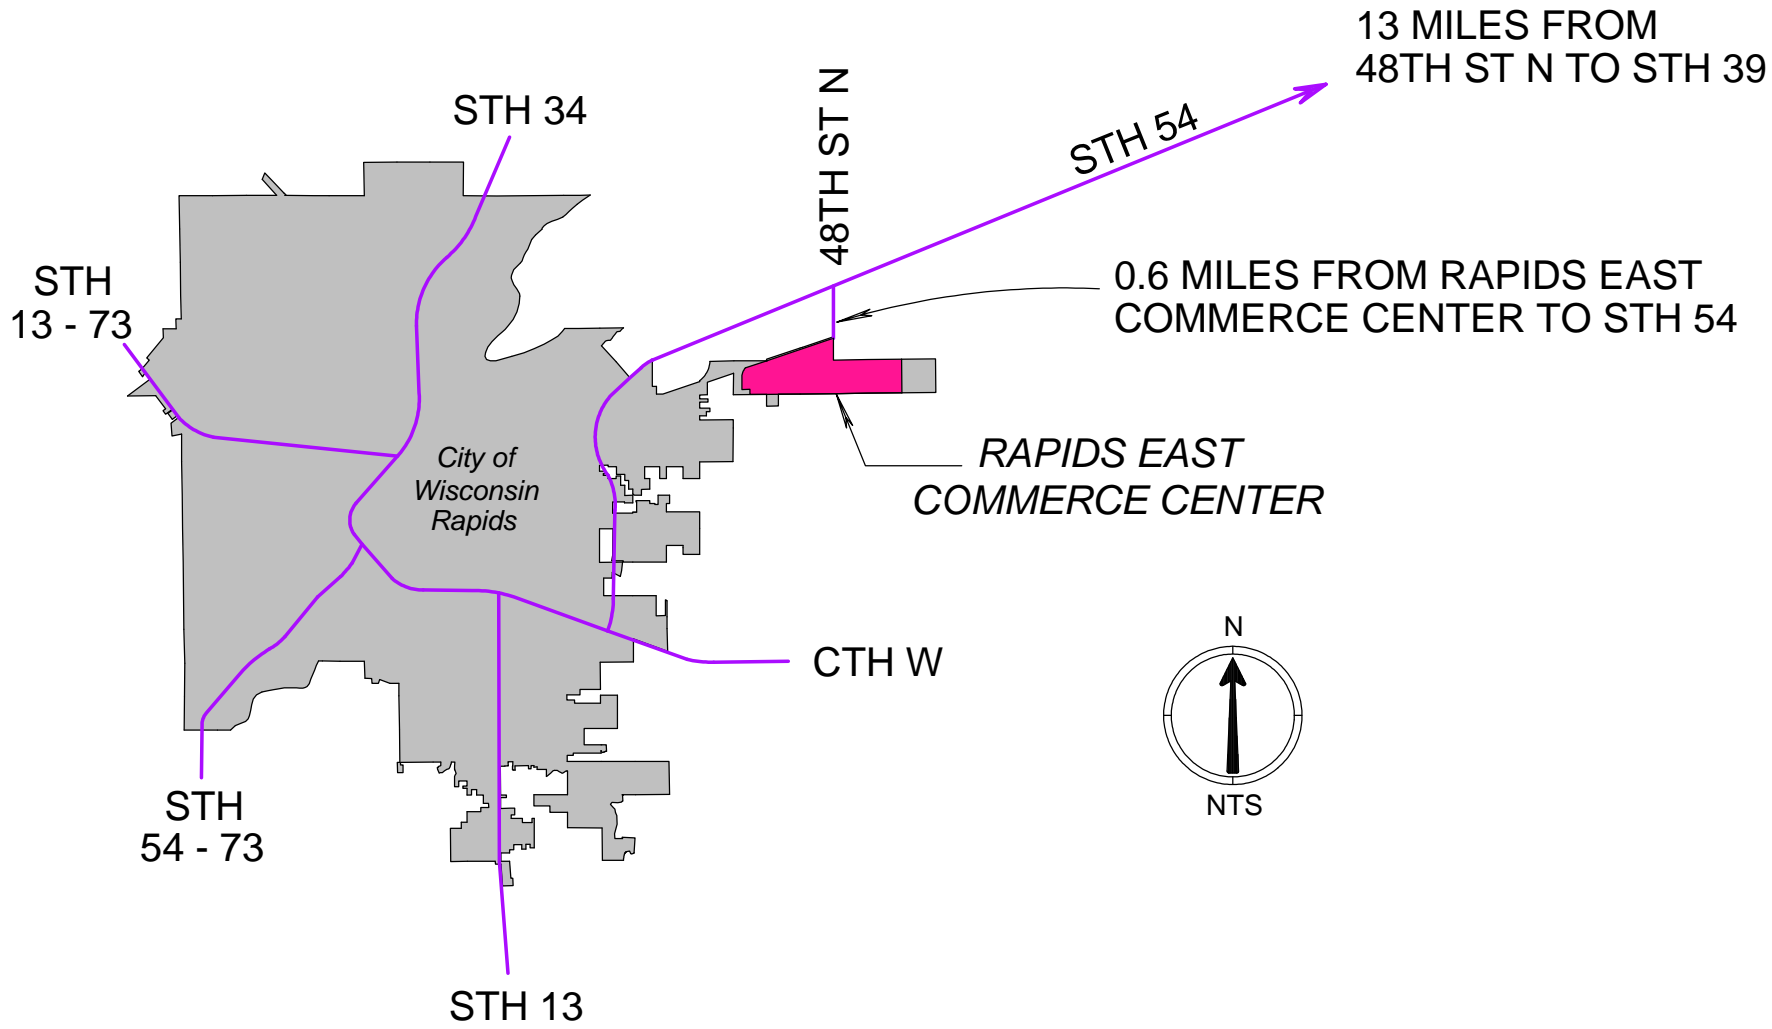 13 MILES FROM
48TH ST N TO STH 39
STH 34
48TH ST N
STH 54
STH
13 - 73
0.6 MILES FROM RAPIDS EAST
COMMERCE CENTER TO STH 54
City of
Wisconsin
Rapids
RAPIDS EAST
COMMERCE CENTER
N
CTH W
NTS
STH
54 - 73
STH 13